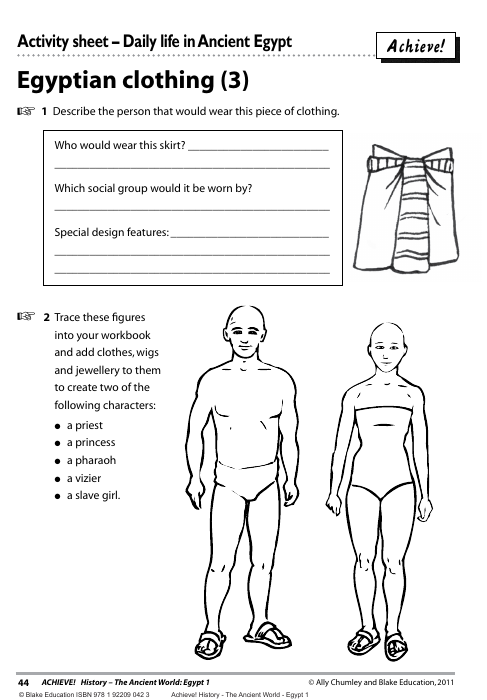 Activity sheet – Daily life in Ancient Egypt
Achieve!
Egyptian clothing (3)
1 Describe the person that would wear this piece of clothing.
Who would wear this skirt?
Which social group would it be worn by?
Special design features:
2 Trace these figures
into your workbook
and add clothes, wigs
and jewellery to them
to create two of the
following characters:
• a priest
• a princess
• a pharaoh
• a vizier
• a slave girl.
44 ACHIEVE! History – The Ancient World: Egypt 1 © Ally Chumley and Blake Education, 2011
© Blake Education ISBN 978 1 92209 042 3 Achieve! History - The Ancient World - Egypt 1